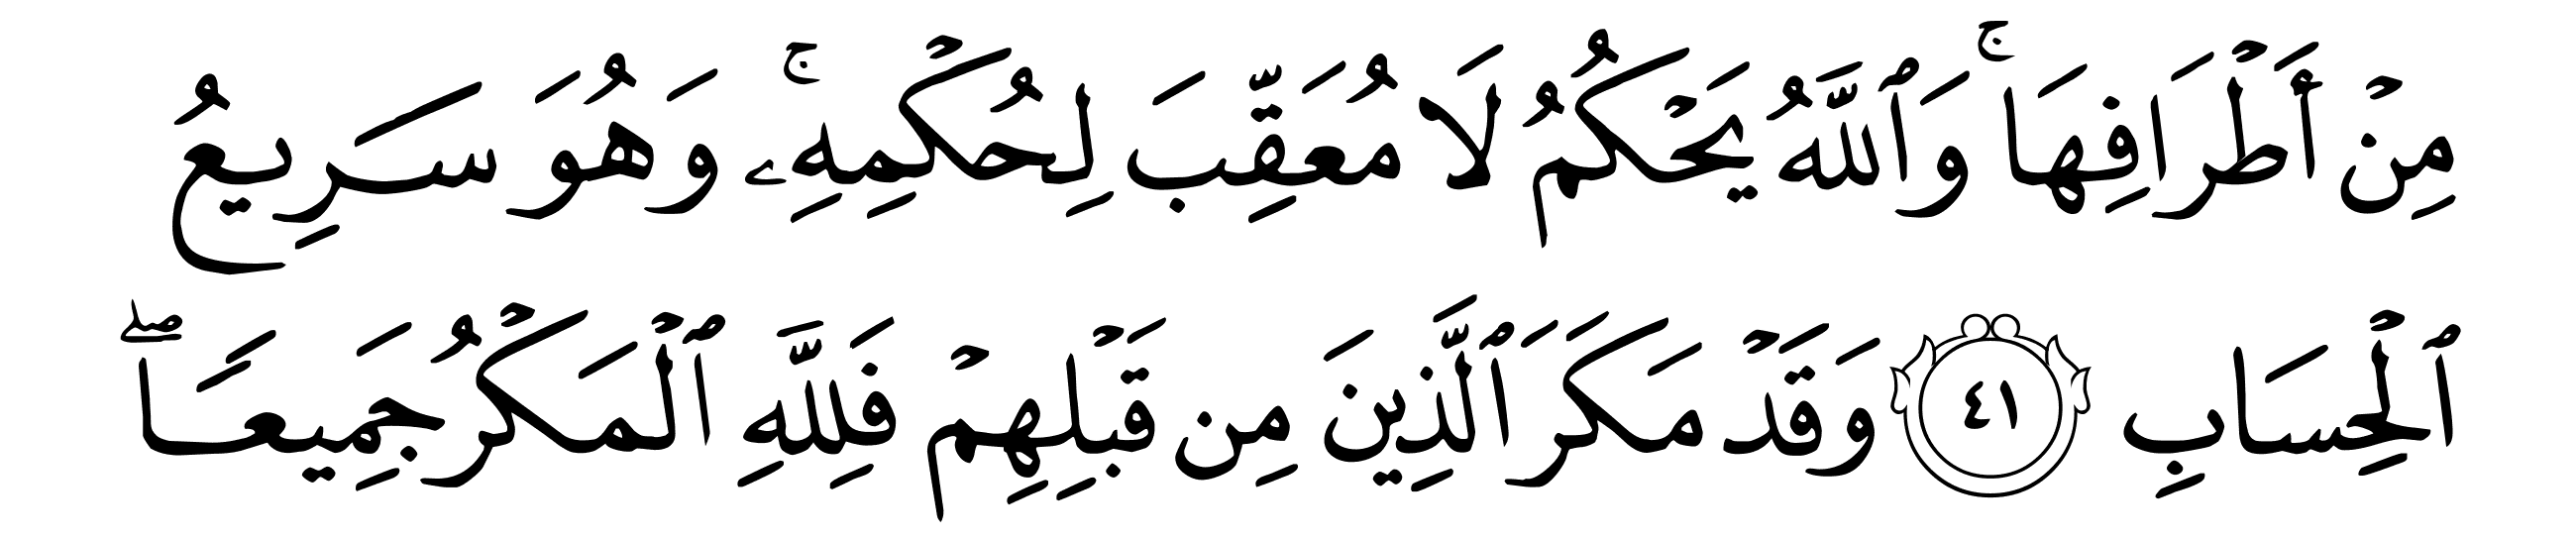 مِنْ أَطْرَافِهَاۚ وَٱللَّهُ يَحْكُمُ لَا مُعَقِّبَ لِحُكْمِهِۦۚ وَهُوَ سَرِيعُ
ٱلْحِسَابِ ٤١ وَقَدْ مَكَرَ ٱلَّذِينَ مِن قَبْلِهِمْ فَلِلَّهِ ٱلْمَكْرُ جَمِيعًاۖ